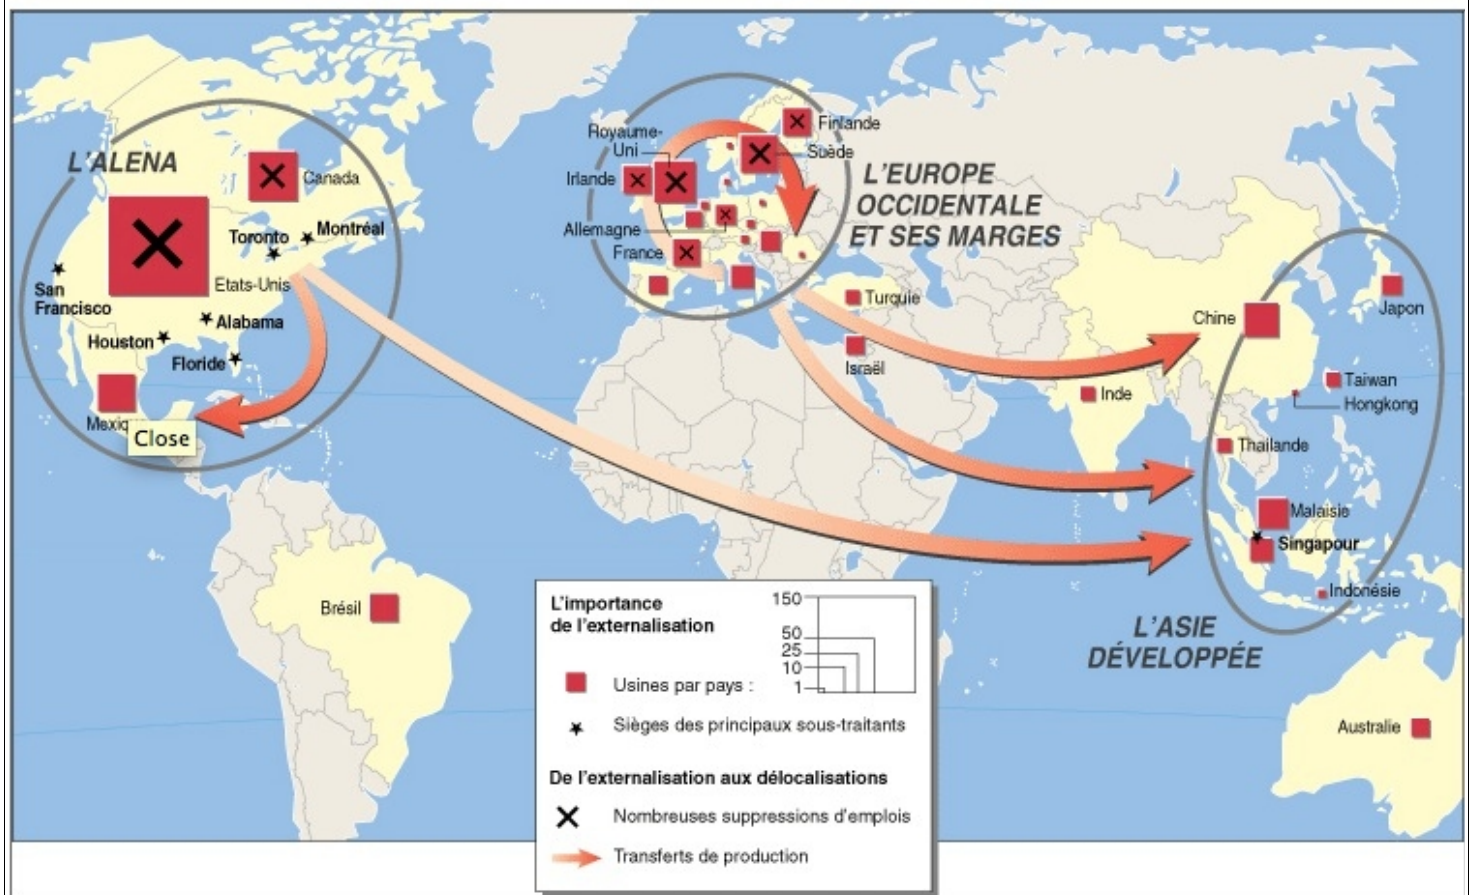 L'ALENA
Canada
Toronto
Montréal
San
Francisco
Etats-Unis
Alabama
Houston
Floride
Close
Brésil
Royaume-
Uni
Finlande
Suède
Irlande
Allemagne
France
L'EUROPE
OCCIDENTALE
ET SES MARGES
Turquie
Israël
Chine
Japon
Inde
Taiwan
Hongkong
Thaïlande
Malaisie
Singapour
Indonésie
L'ASIE
DÉVELOPPÉE
Australie
L'importance
de l'externalisation
150
50
25
10
1
Usines par pays :
Sièges des principaux sous-traitants
De l'externalisation aux délocalisations
Nombreuses suppressions d'emplois
Transferts de production